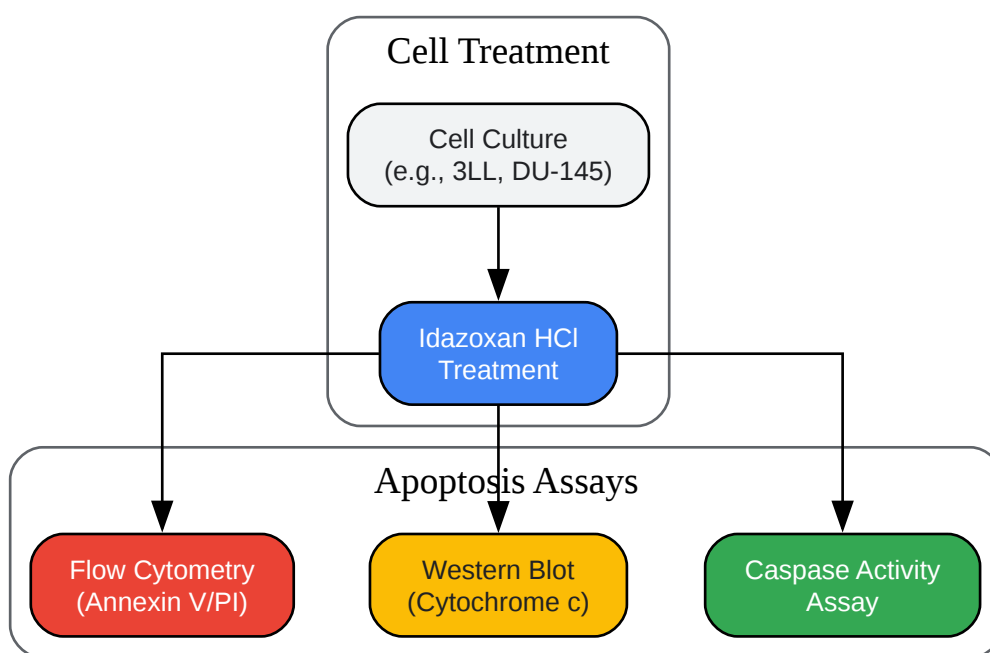 Cell Treatment
Cell Culture
(e.g., 3LL, DU-145)
Idazoxan HCl
Treatment
Apoptosis Assays
Flow Cytometry
(Annexin V/PI)
Western Blot
(Cytochrome c)
Caspase Activity
Assay